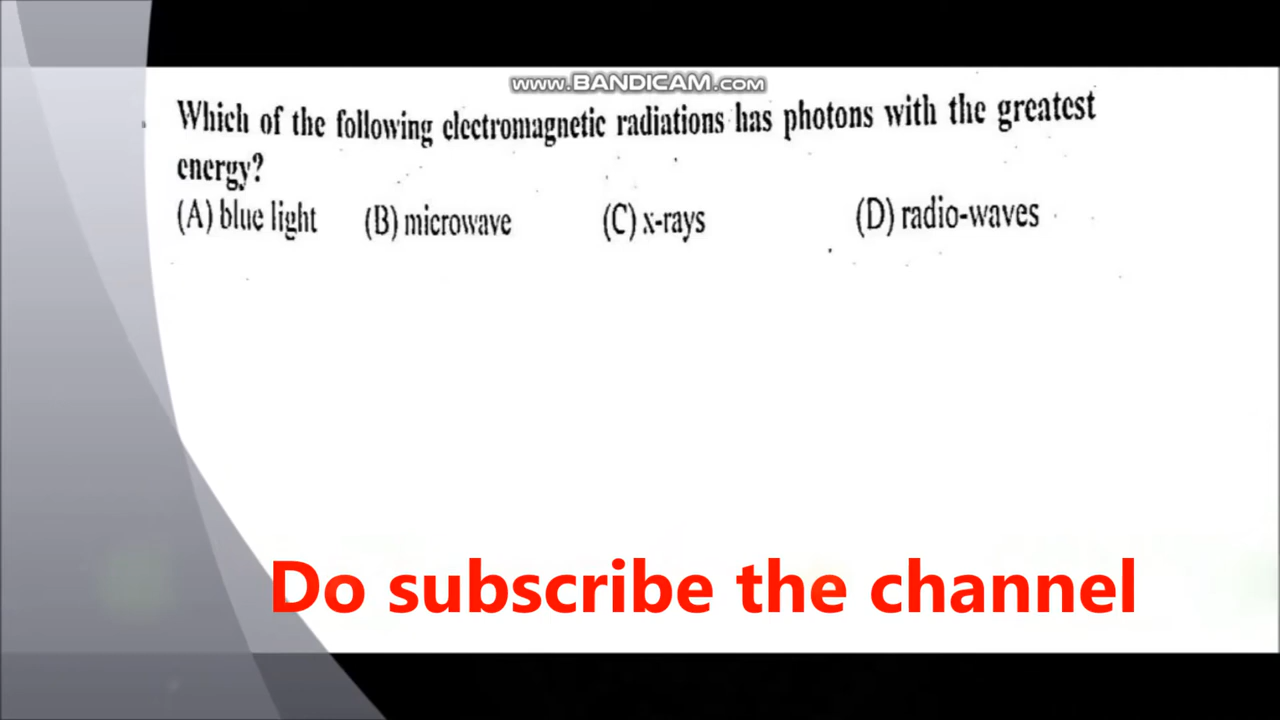 www.BANDICAM.com
Which of the following electromagnetic radiations has photons with the greatest
energy?
(A) blue light (B) microwave (C) x-rays (D) radio-waves
Do subscribe the channel